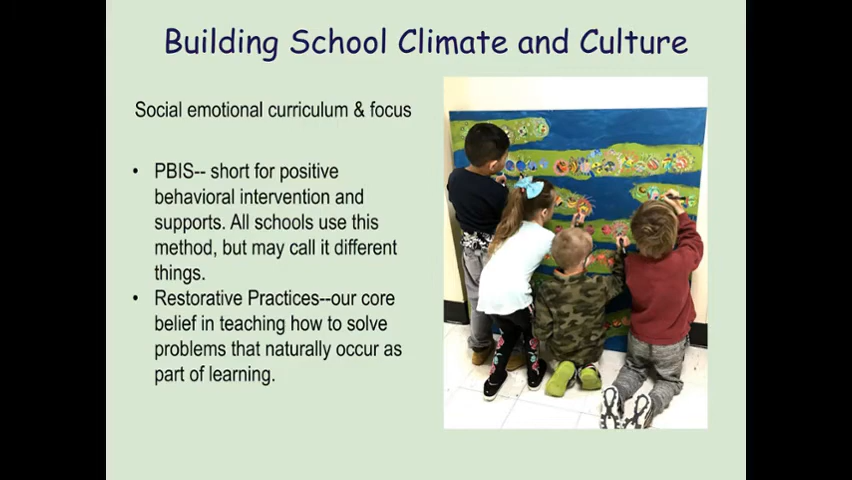 Building School Climate and Culture
Social emotional curriculum & focus
• PBIS-- short for positive
behavioral intervention and
supports. All schools use this
method, but may call it different
things.
• Restorative Practices--our core
belief in teaching how to solve
problems that naturally occur as
part of learning.